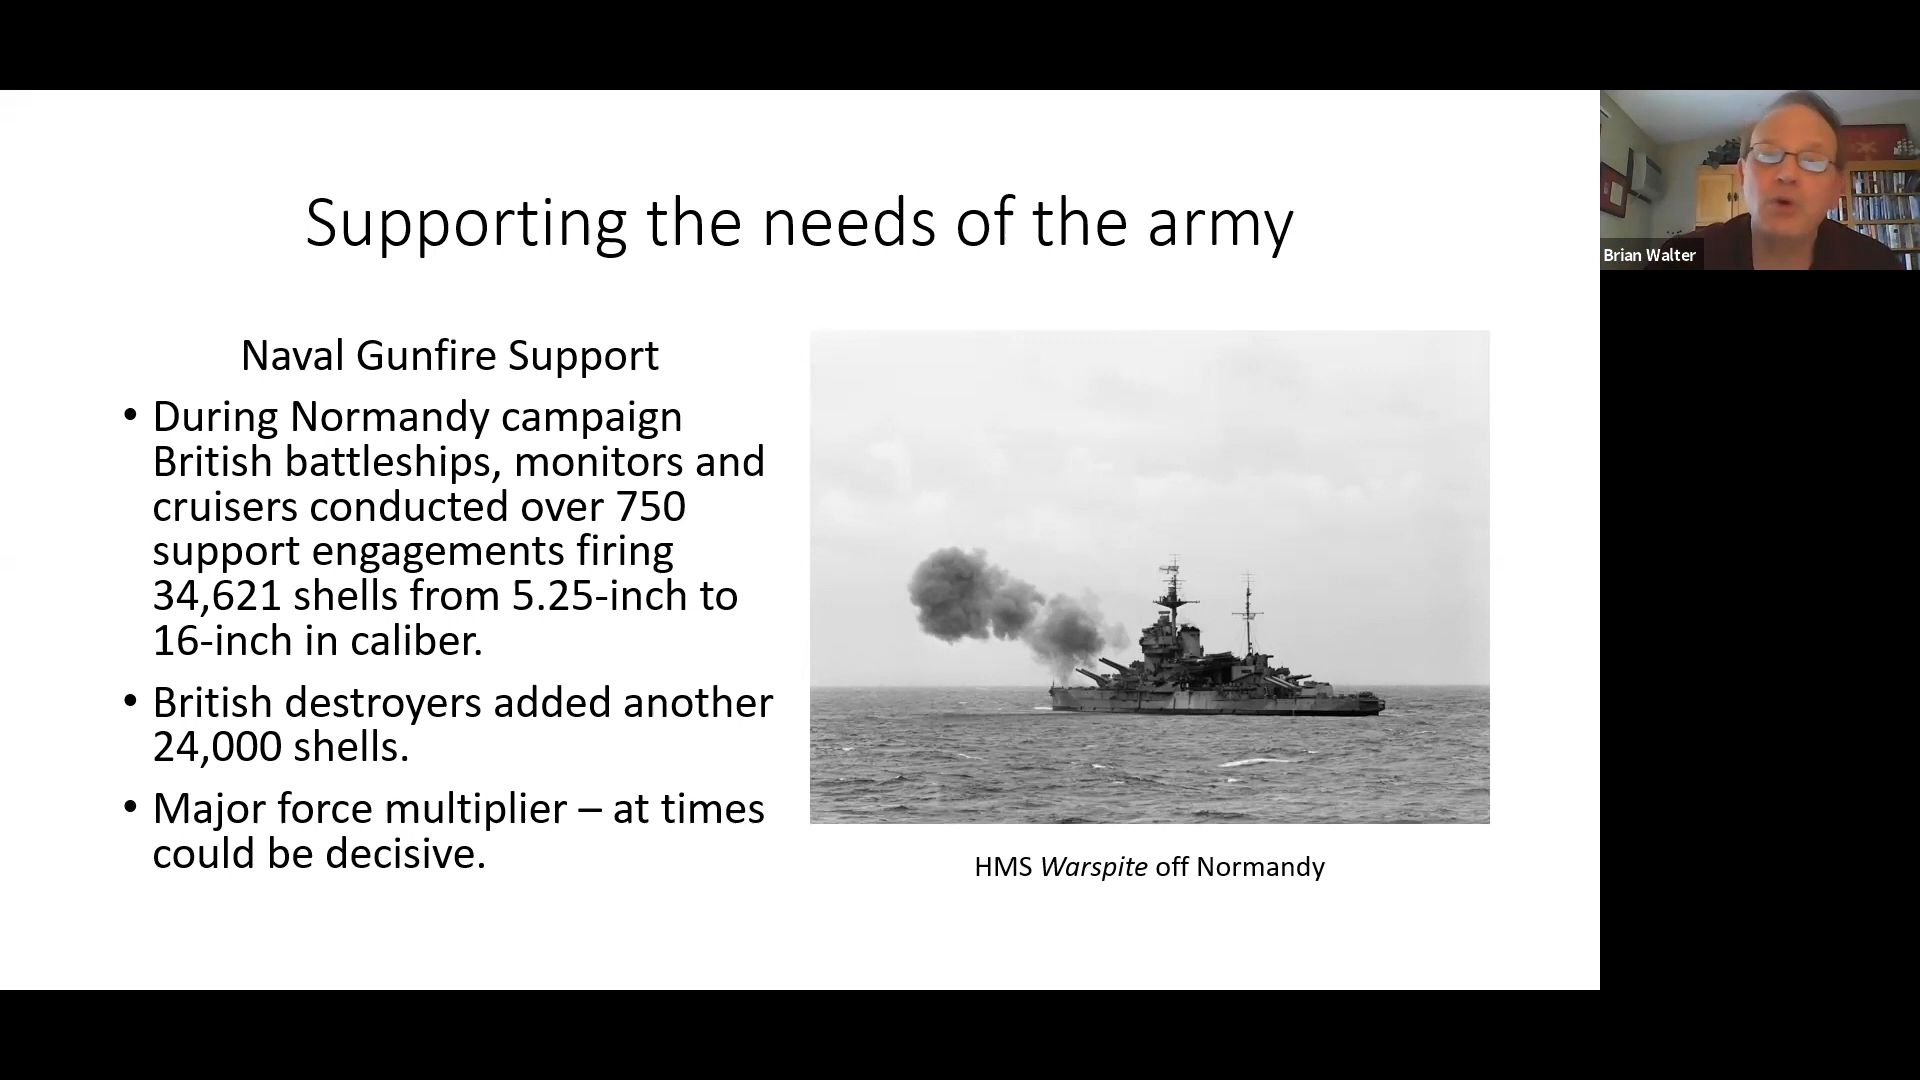 Supporting the needs of the army
Brian Walter
Naval Gunfire Support
• During Normandy campaign
British battleships, monitors and
cruisers conducted over 750
support engagements firing
34,621 shells from 5.25-inch to
16-inch in caliber.
• British destroyers added another
24,000 shells.
• Major force multiplier – at times
could be decisive.
HMS Warspite off Normandy